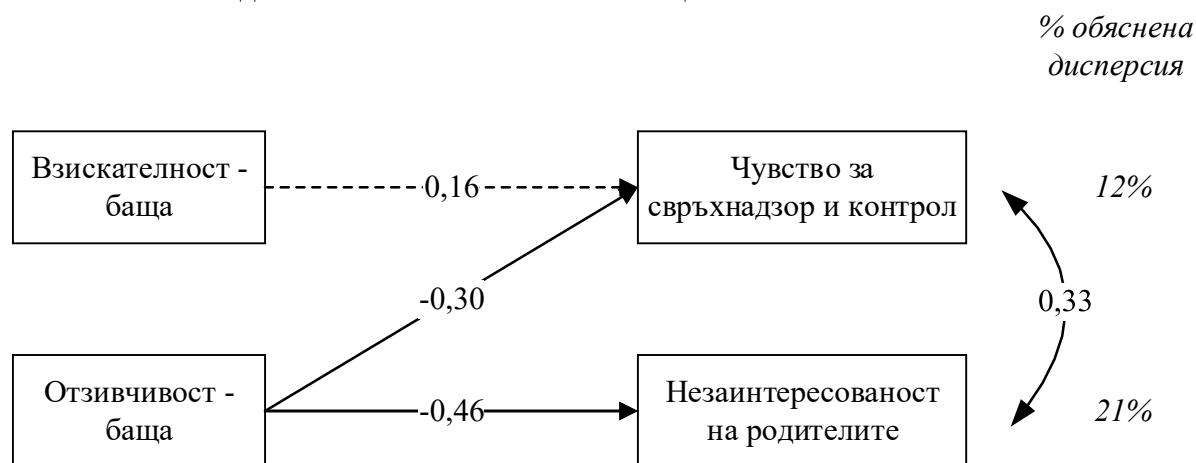 % обяснена
дисперсия
Взискателност -
баща
0,16
Чувство за
свръхнадзор и контрол
12%
-0,30
0,33
Отзивчивост -
баща
-0,46
Незаинтересованост
на родителите
21%